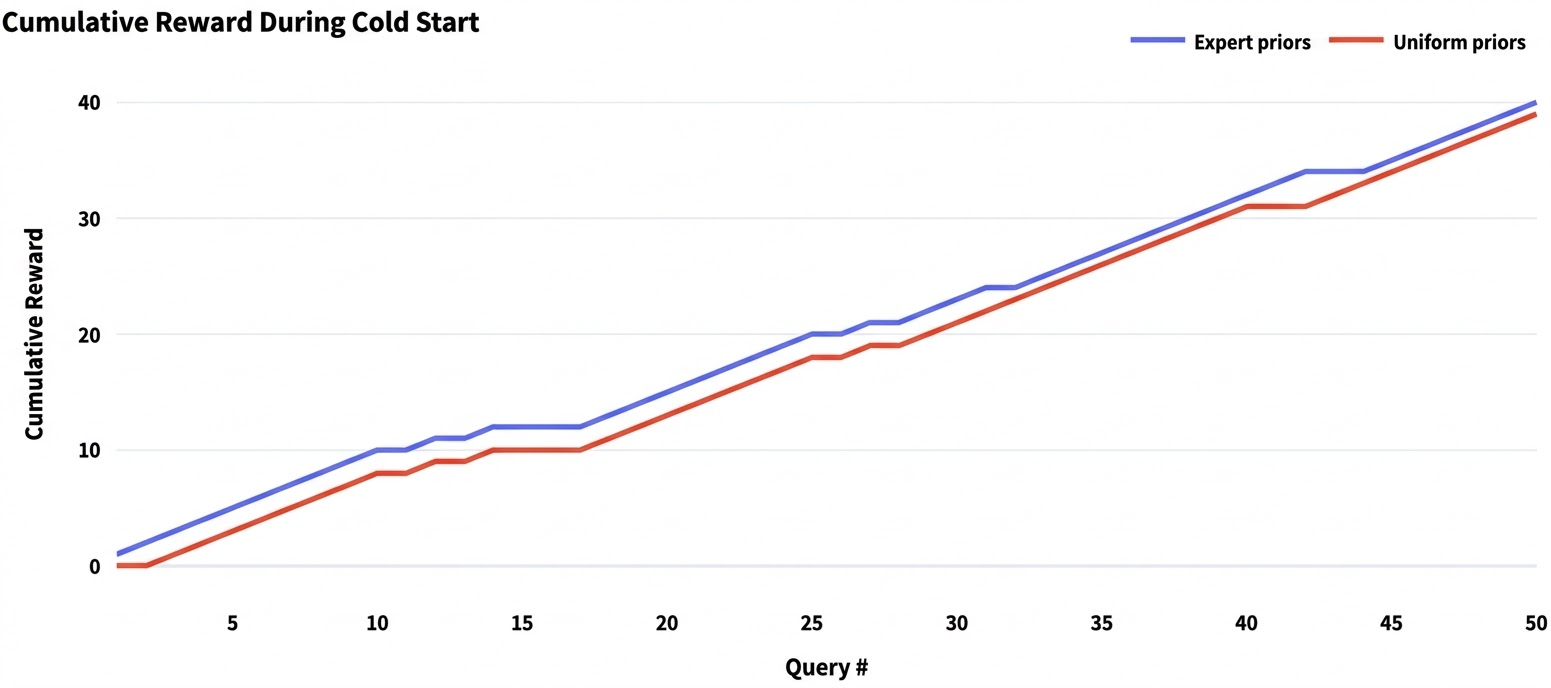 Cumulative Reward During Cold Start
Expert priors Uniform priors
40
30
20
10
0
Cumulative Reward
5 10 15 20 25 30 35 40 45 50
Query #